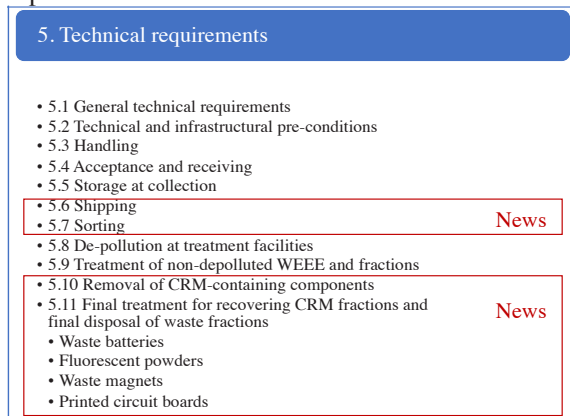 5. Technical requirements
• 5.1 General technical requirements
• 5.2 Technical and infrastructural pre-conditions
• 5.3 Handling
• 5.4 Acceptance and receiving
• 5.5 Storage at collection
• 5.6 Shipping
• 5.7 Sorting
News
• 5.8 De-pollution at treatment facilities
• 5.9 Treatment of non-depolluted WEEE and fractions
• 5.10 Removal of CRM-containing components
• 5.11 Final treatment for recovering CRM fractions and
final disposal of waste fractions
News
• Waste batteries
• Fluorescent powders
• Waste magnets
• Printed circuit boards